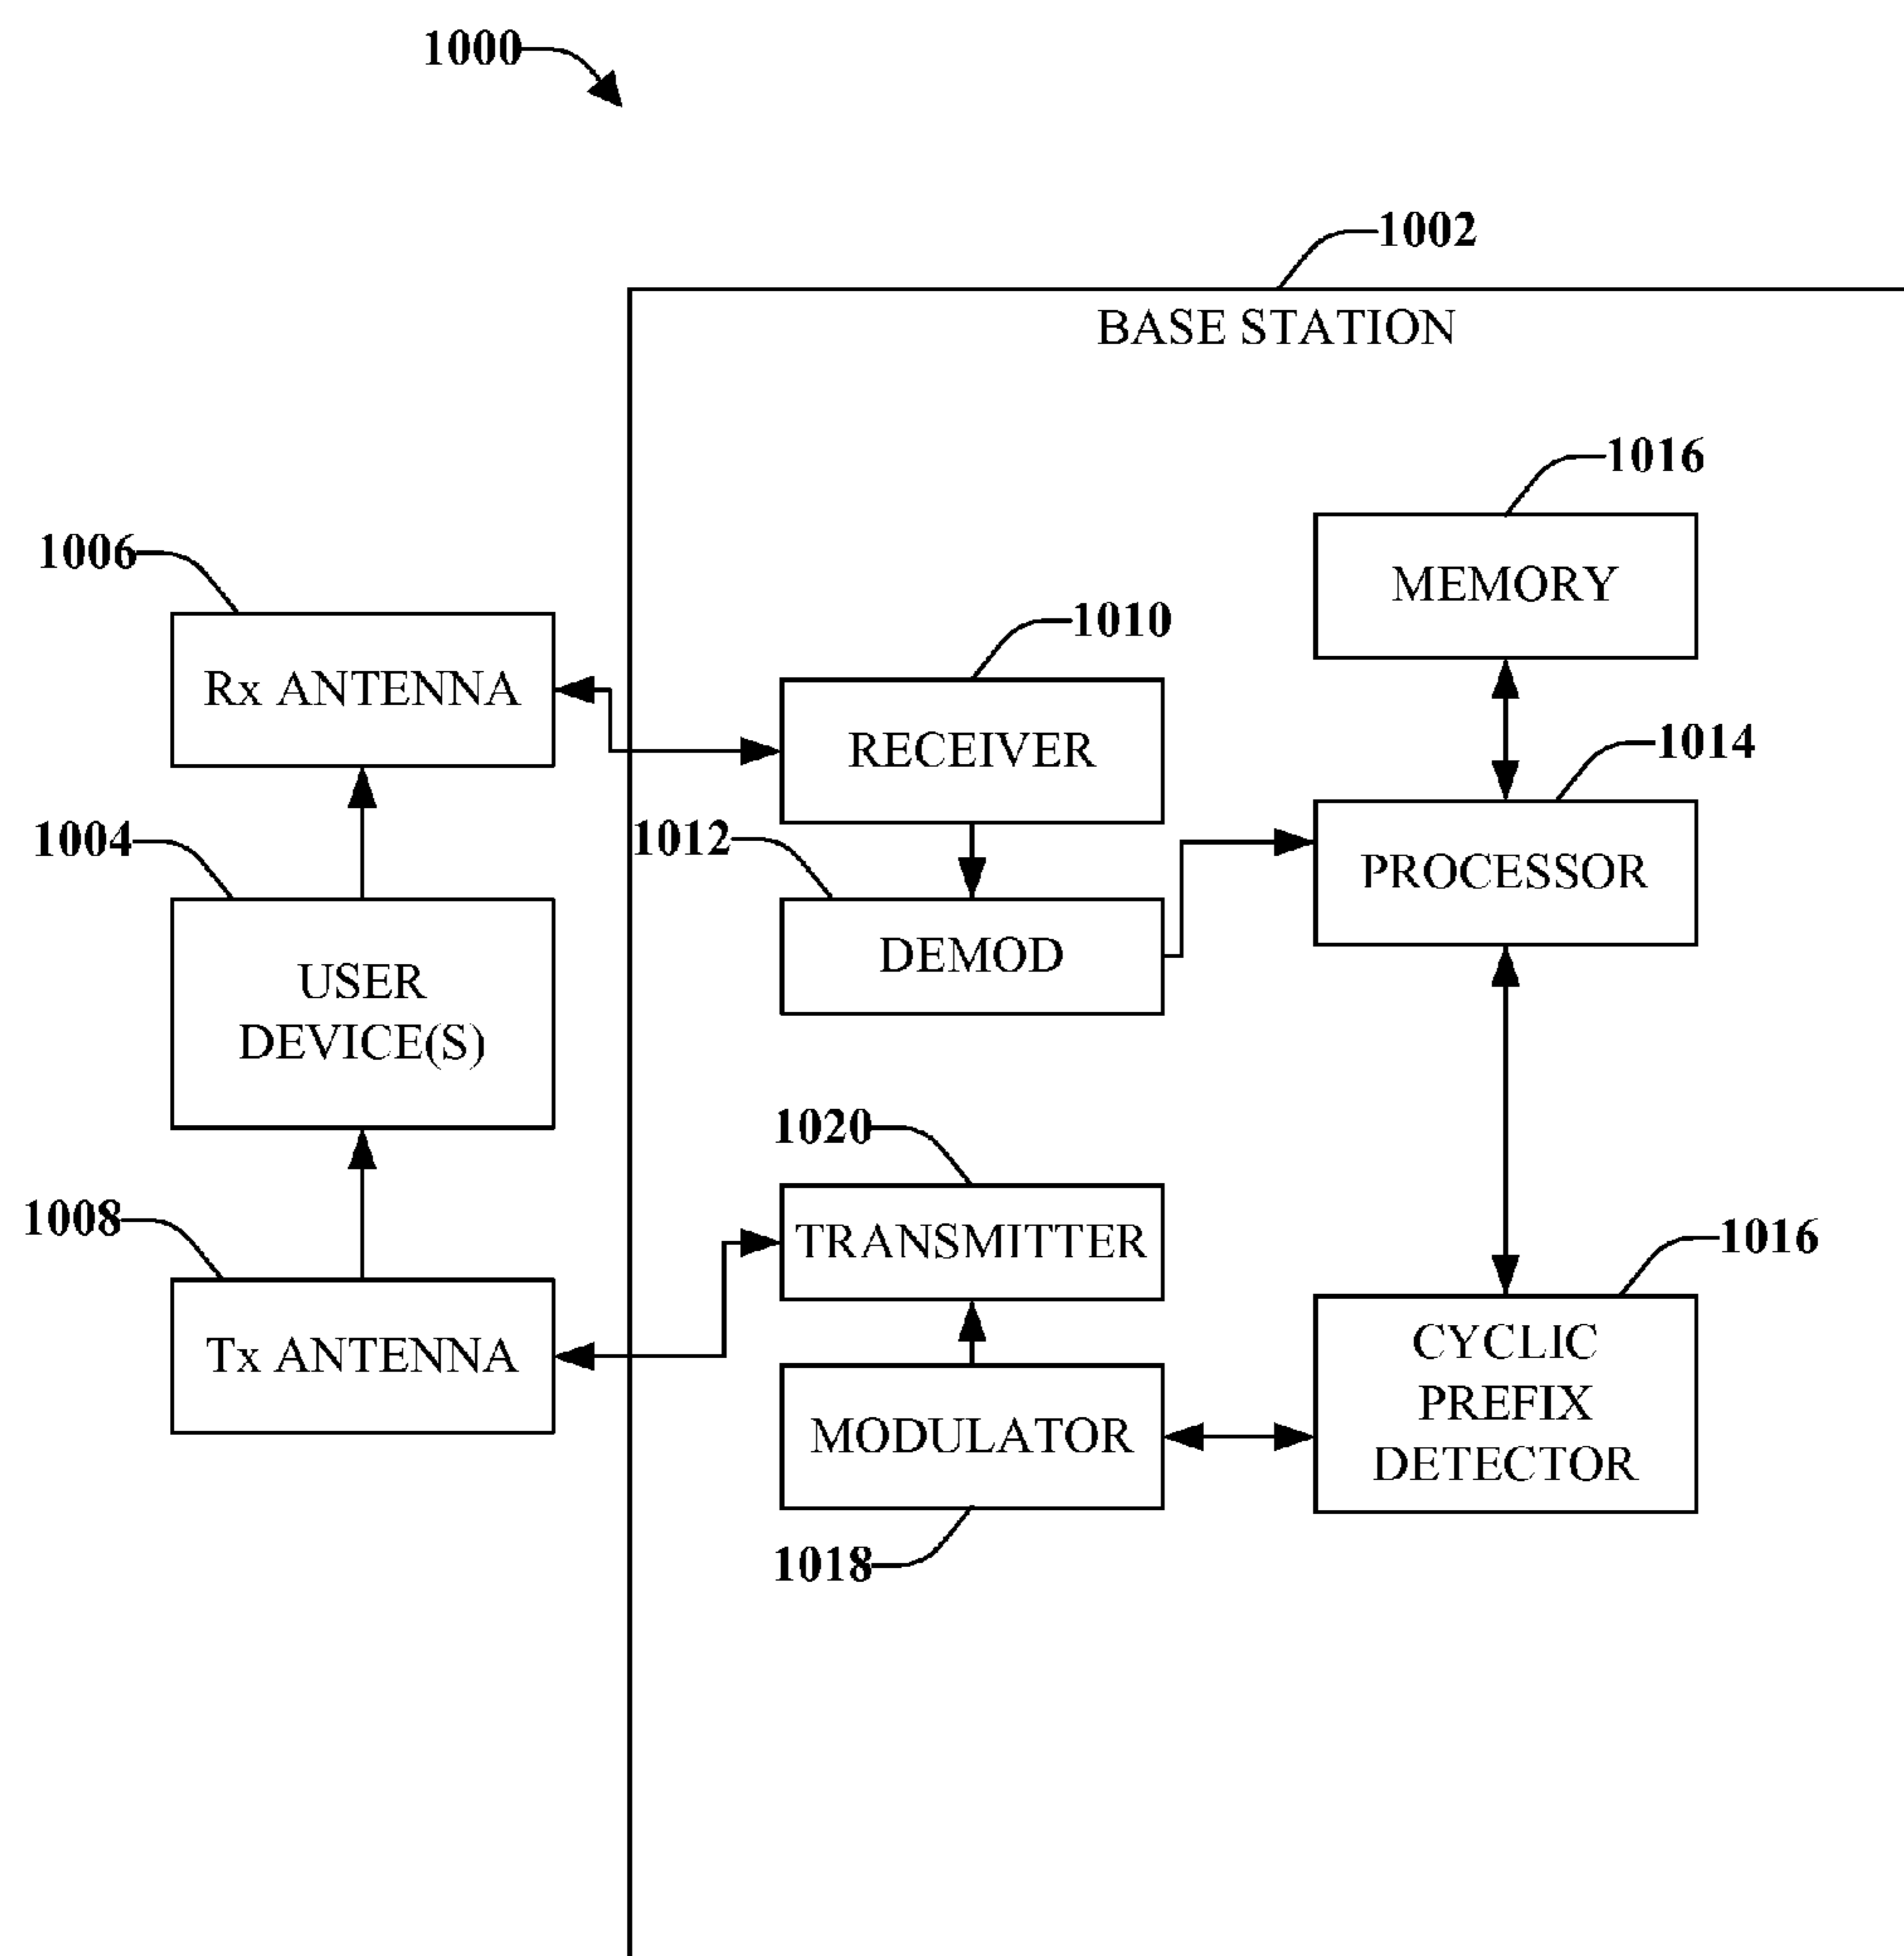 1000
1002
BASE STATION
1016
MEMORY
1006
Rx ANTENNA
1010
RECEIVER
1014
PROCESSOR
1004
USER
DEVICE(S)
1012
DEMOD
1020
TRANSMITTER
1008
Tx ANTENNA
1016
CYCLIC
PREFIX
DETECTOR
MODULATOR
1018